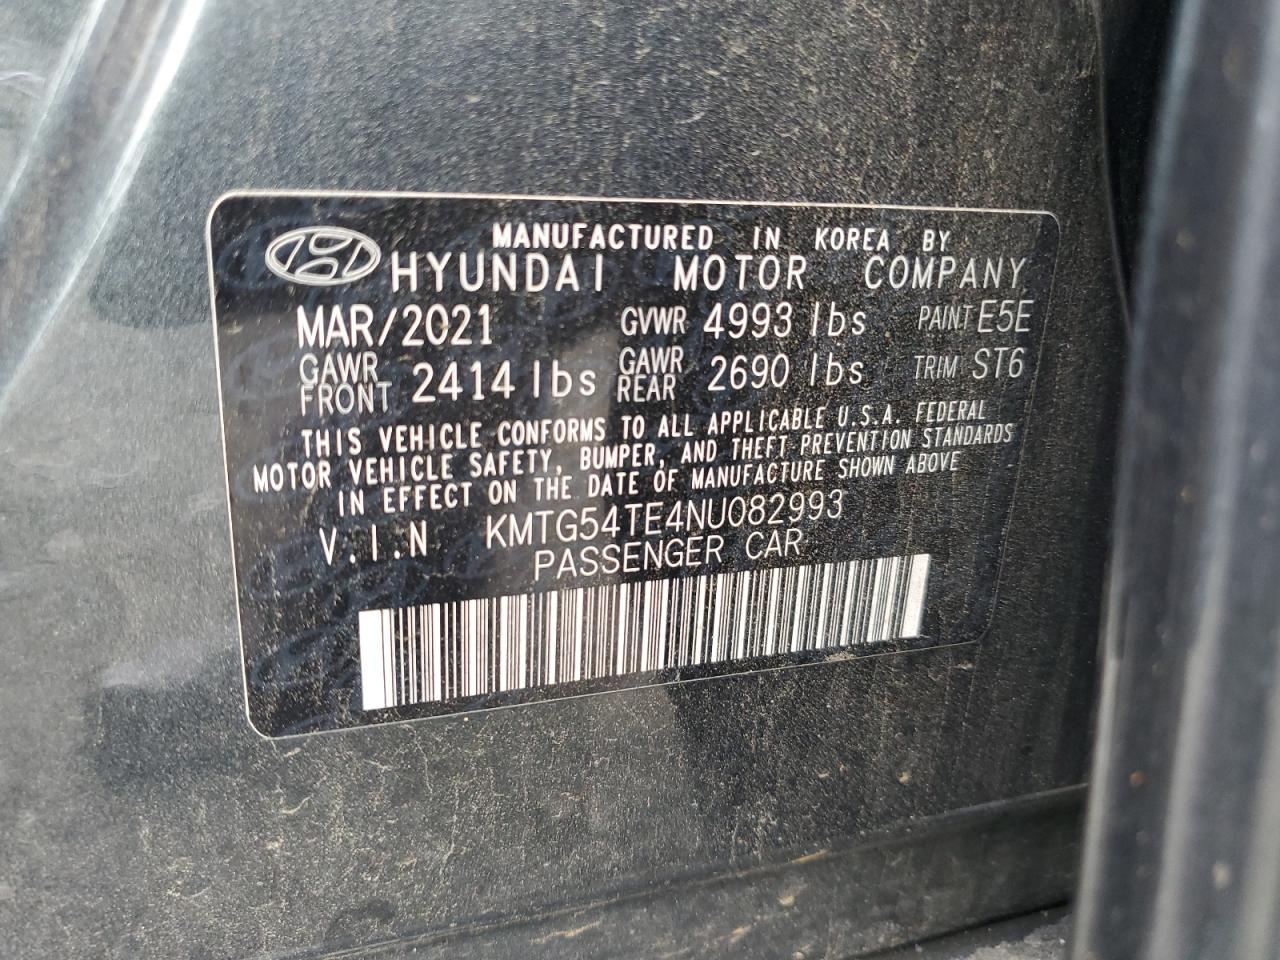 MANUFACTURED IN KOREA BY
HYUNDAI MOTOR COMPANY
MAR/2021 GVWR 4993 lbs PAINT E5E
GAWR FRONT 2414 lbs GAWR REAR 2690 lbs TRIM ST6
THIS VEHICLE CONFORMS TO ALL APPLICABLE U.S.A. FEDERAL
MOTOR VEHICLE SAFETY, BUMPER, AND THEFT PREVENTION STANDARDS
IN EFFECT ON THE DATE OF MANUFACTURE SHOWN ABOVE
V.I.N KMTG54TE4NU082993
PASSENGER CAR